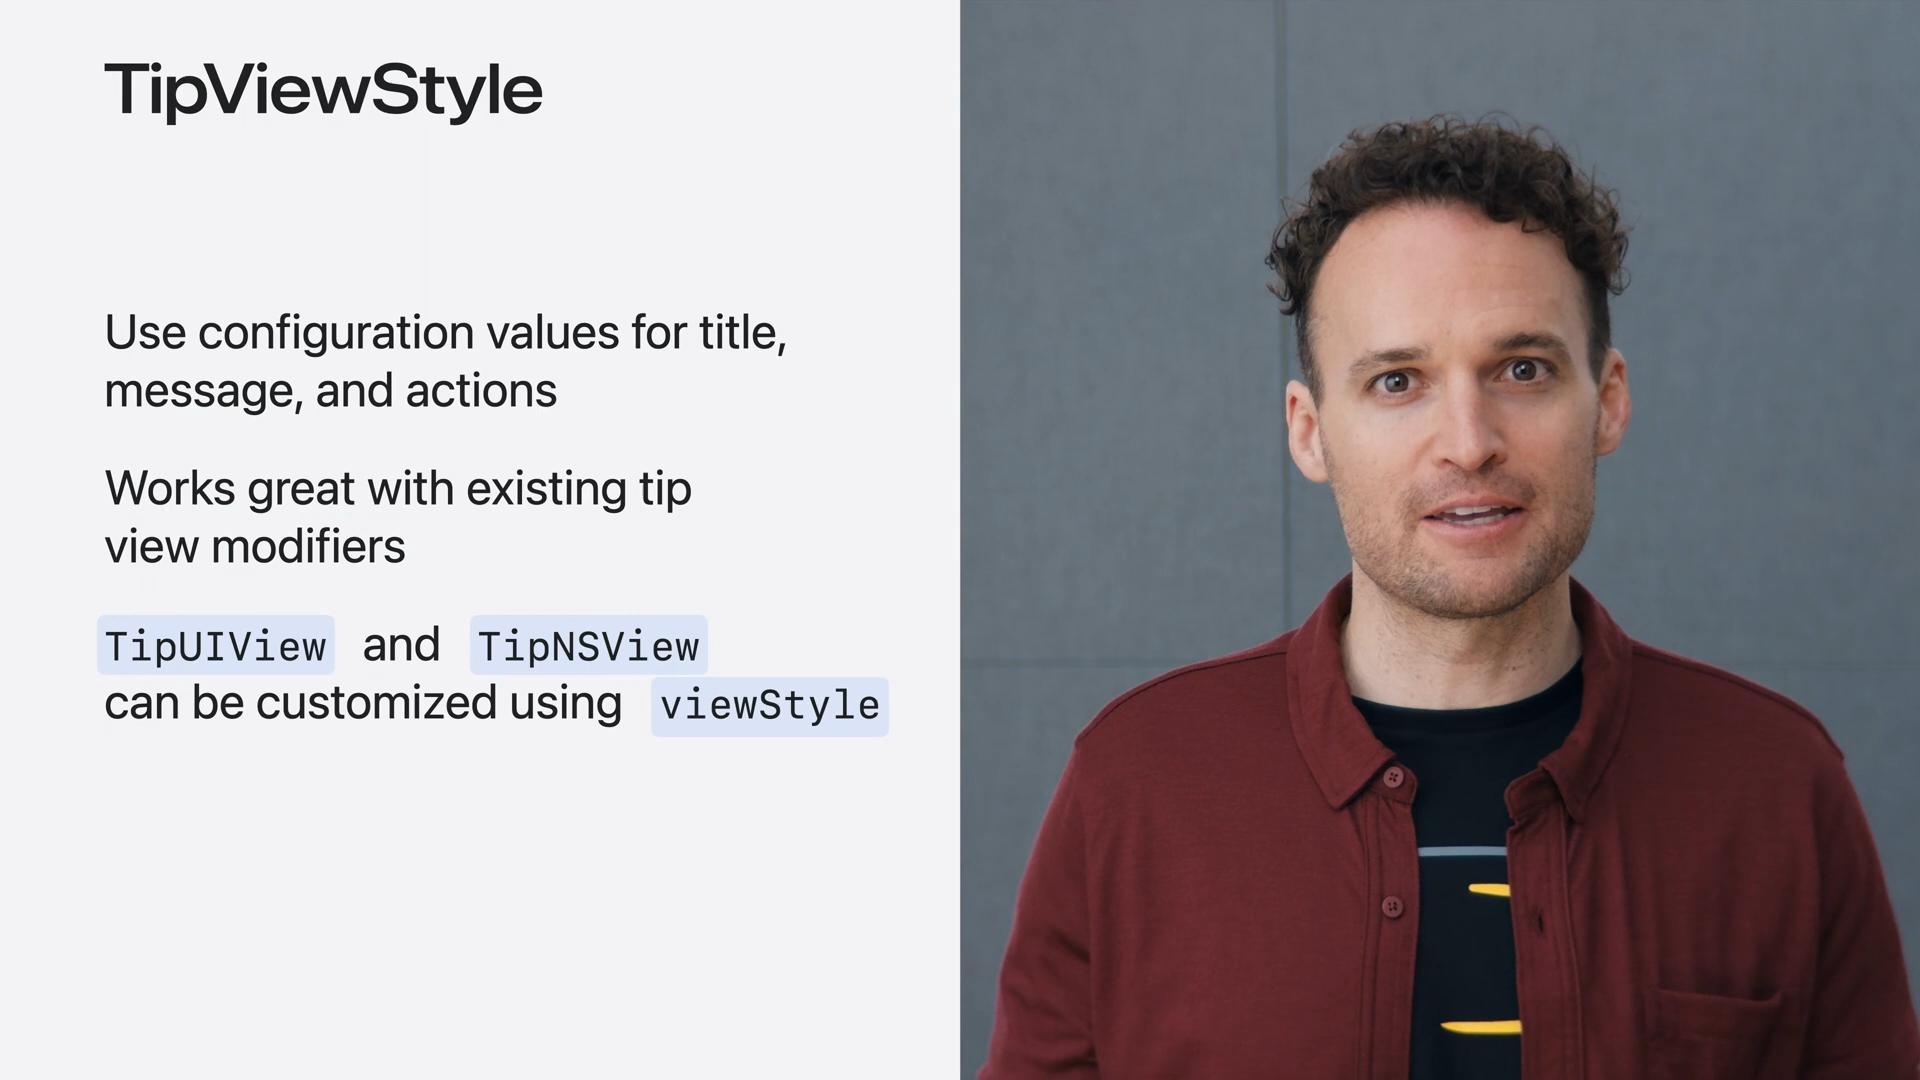 TipViewStyle
Use configuration values for title,
message, and actions
Works great with existing tip
view modifiers
TipUIView and TipNSView
can be customized using viewStyle